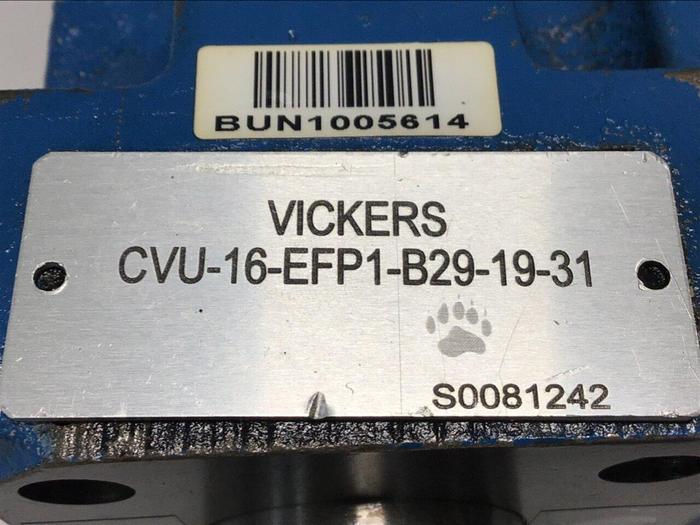 BUN1005614
VICKERS
CVU-16-EFP1-B29-19-31
S0081242